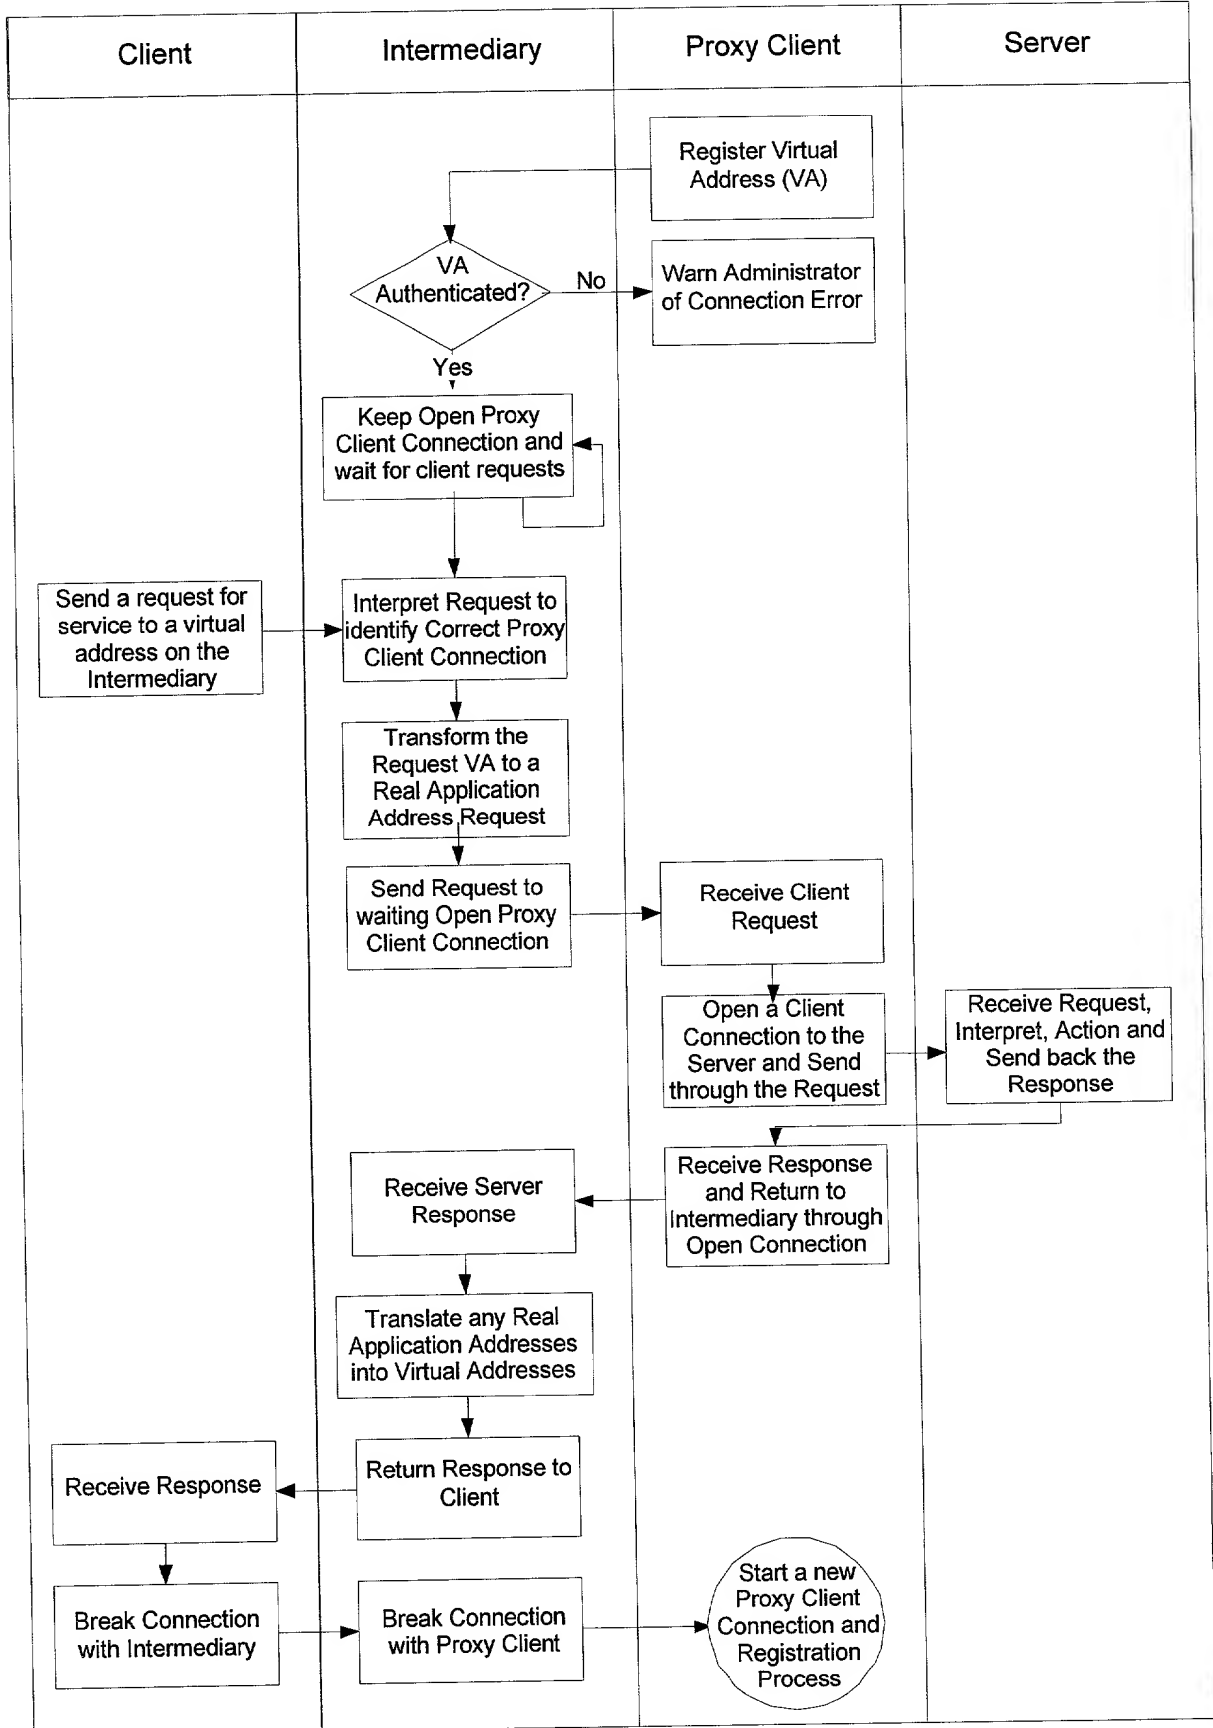 Client
Intermediary
Proxy Client
Server
Register Virtual
Address (VA)
VA
Authenticated?
No
Warn Administrator
of Connection Error
Yes
Keep Open Proxy
Client Connection and
wait for client requests
Send a request for
service to a virtual
address on the
Intermediary
Interpret Request to
identify Correct Proxy
Client Connection
Transform the
Request VA to a
Real Application
Address Request
Send Request to
waiting Open Proxy
Client Connection
Receive Client
Request
Open a Client
Connection to the
Server and Send
through the Request
Receive Request,
Interpret, Action and
Send back the
Response
Receive Response
and Return to
Intermediary through
Open Connection
Receive Server
Response
Translate any Real
Application Addresses
into Virtual Addresses
Return Response to
Client
Receive Response
Break Connection
with Intermediary
Break Connection
with Proxy Client
Start a new
Proxy Client
Connection and
Registration
Process